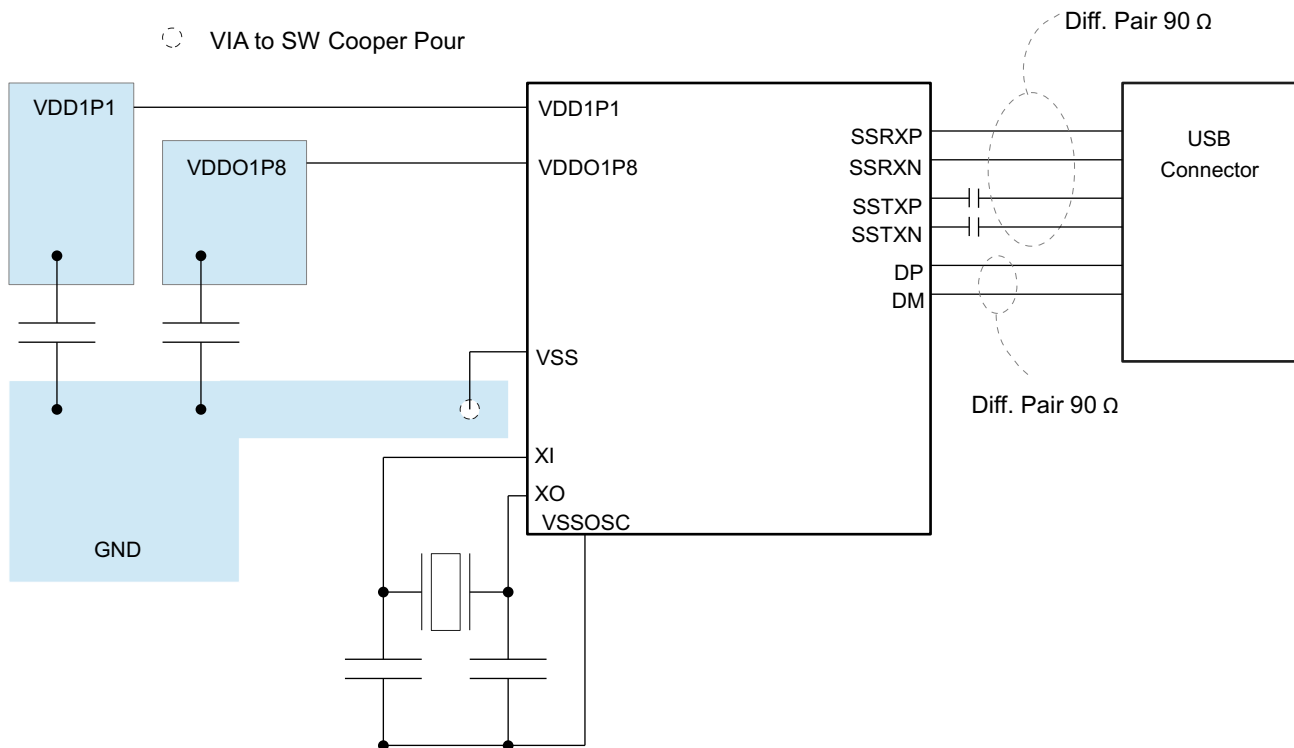 Diff. Pair 90 Ω
VIA to SW Cooper Pour
VDD1P1
VDDO1P8
VDD1P1
VDDO1P8
VSS
XI
XO
VSSOSC
SSRXP
SSRXN
SSTXP
SSTXN
DP
DM
USB
Connector
Diff. Pair 90 Ω
GND